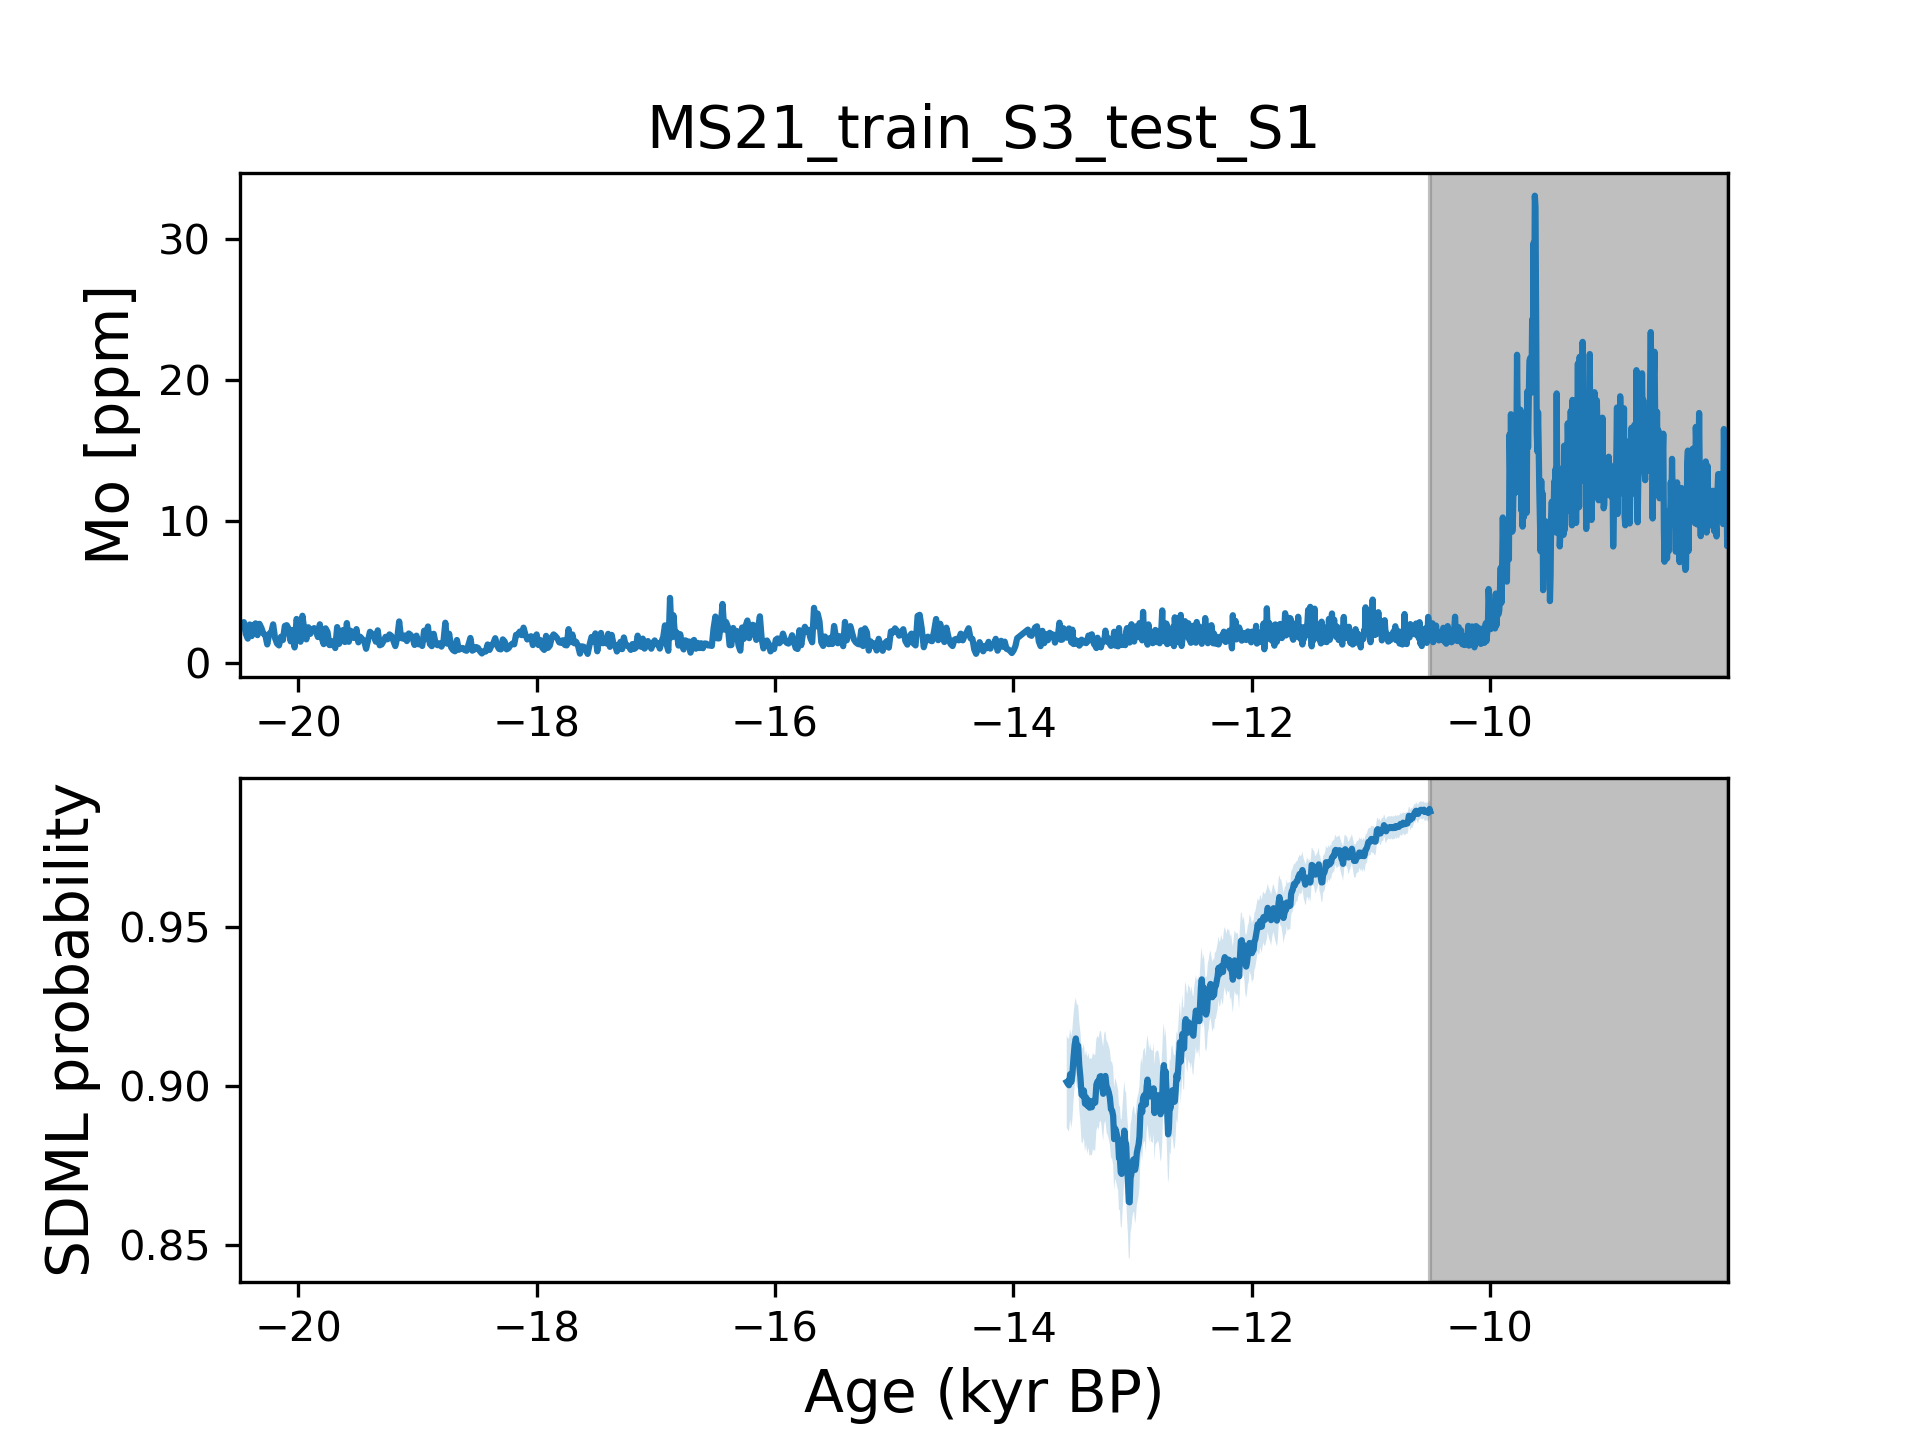 MS21_train_S3_test_S1
Mo [ppm]
30
20
10
0
−20 −18 −16 −14 −12 −10
SDML probability
0.95
0.90
0.85
−20 −18 −16 −14 −12 −10
Age (kyr BP)